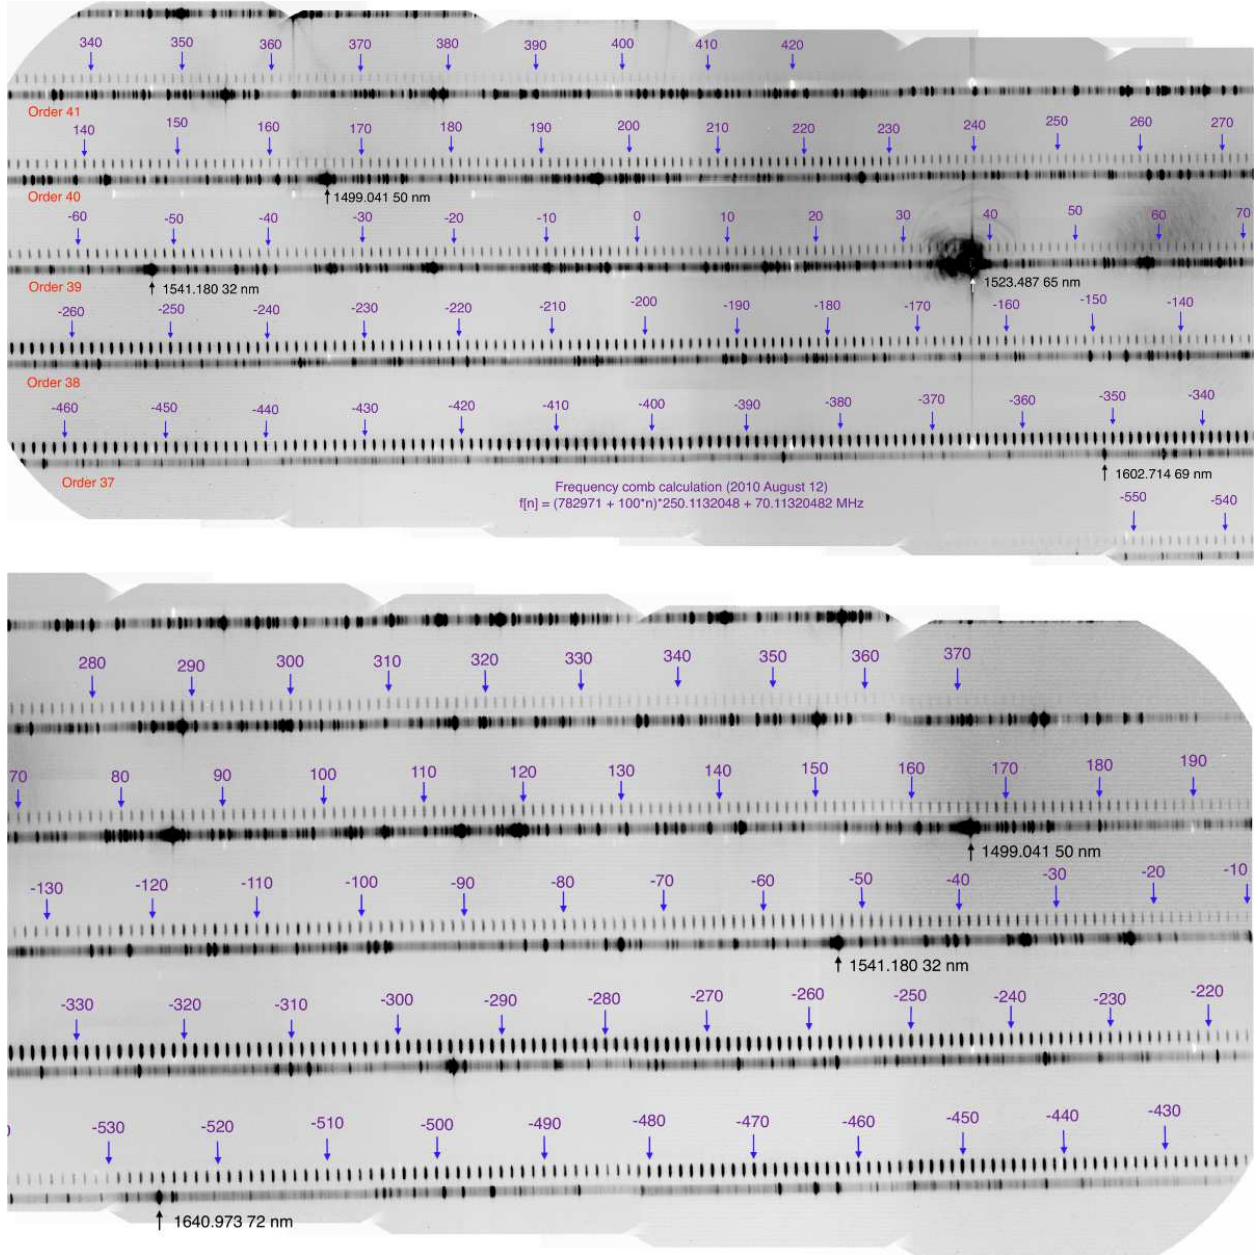 340 350 360 370 380 390 400 410 420
Order 41
140 150 160 170 180 190 200 210 220 230 240 250 260 270
Order 40
1499.041 50 nm
-60 -50 -40 -30 -20 -10 0 10 20 30 40 50 60 70
Order 39
1541.180 32 nm
1523.487 65 nm
-260 -250 -240 -230 -220 -210 -200 -190 -180 -170 -160 -150 -140
Order 38
-460 -450 -440 -430 -420 -410 -400 -390 -380 -370 -360 -350 -340
Order 37
1602.714 69 nm
Frequency comb calculation (2010 August 12)
f[n] = (782971 + 100*n)*250.1132048 + 70.11320482 MHz
-550 -540
280 290 300 310 320 330 340 350 360 370
70 80 90 100 110 120 130 140 150 160 170 180 190
1499.041 50 nm
-130 -120 -110 -100 -90 -80 -70 -60 -50 -40 -30 -20 -10
1541.180 32 nm
-330 -320 -310 -300 -290 -280 -270 -260 -250 -240 -230 -220
-530 -520 -510 -500 -490 -480 -470 -460 -450 -440 -430
1640.973 72 nm